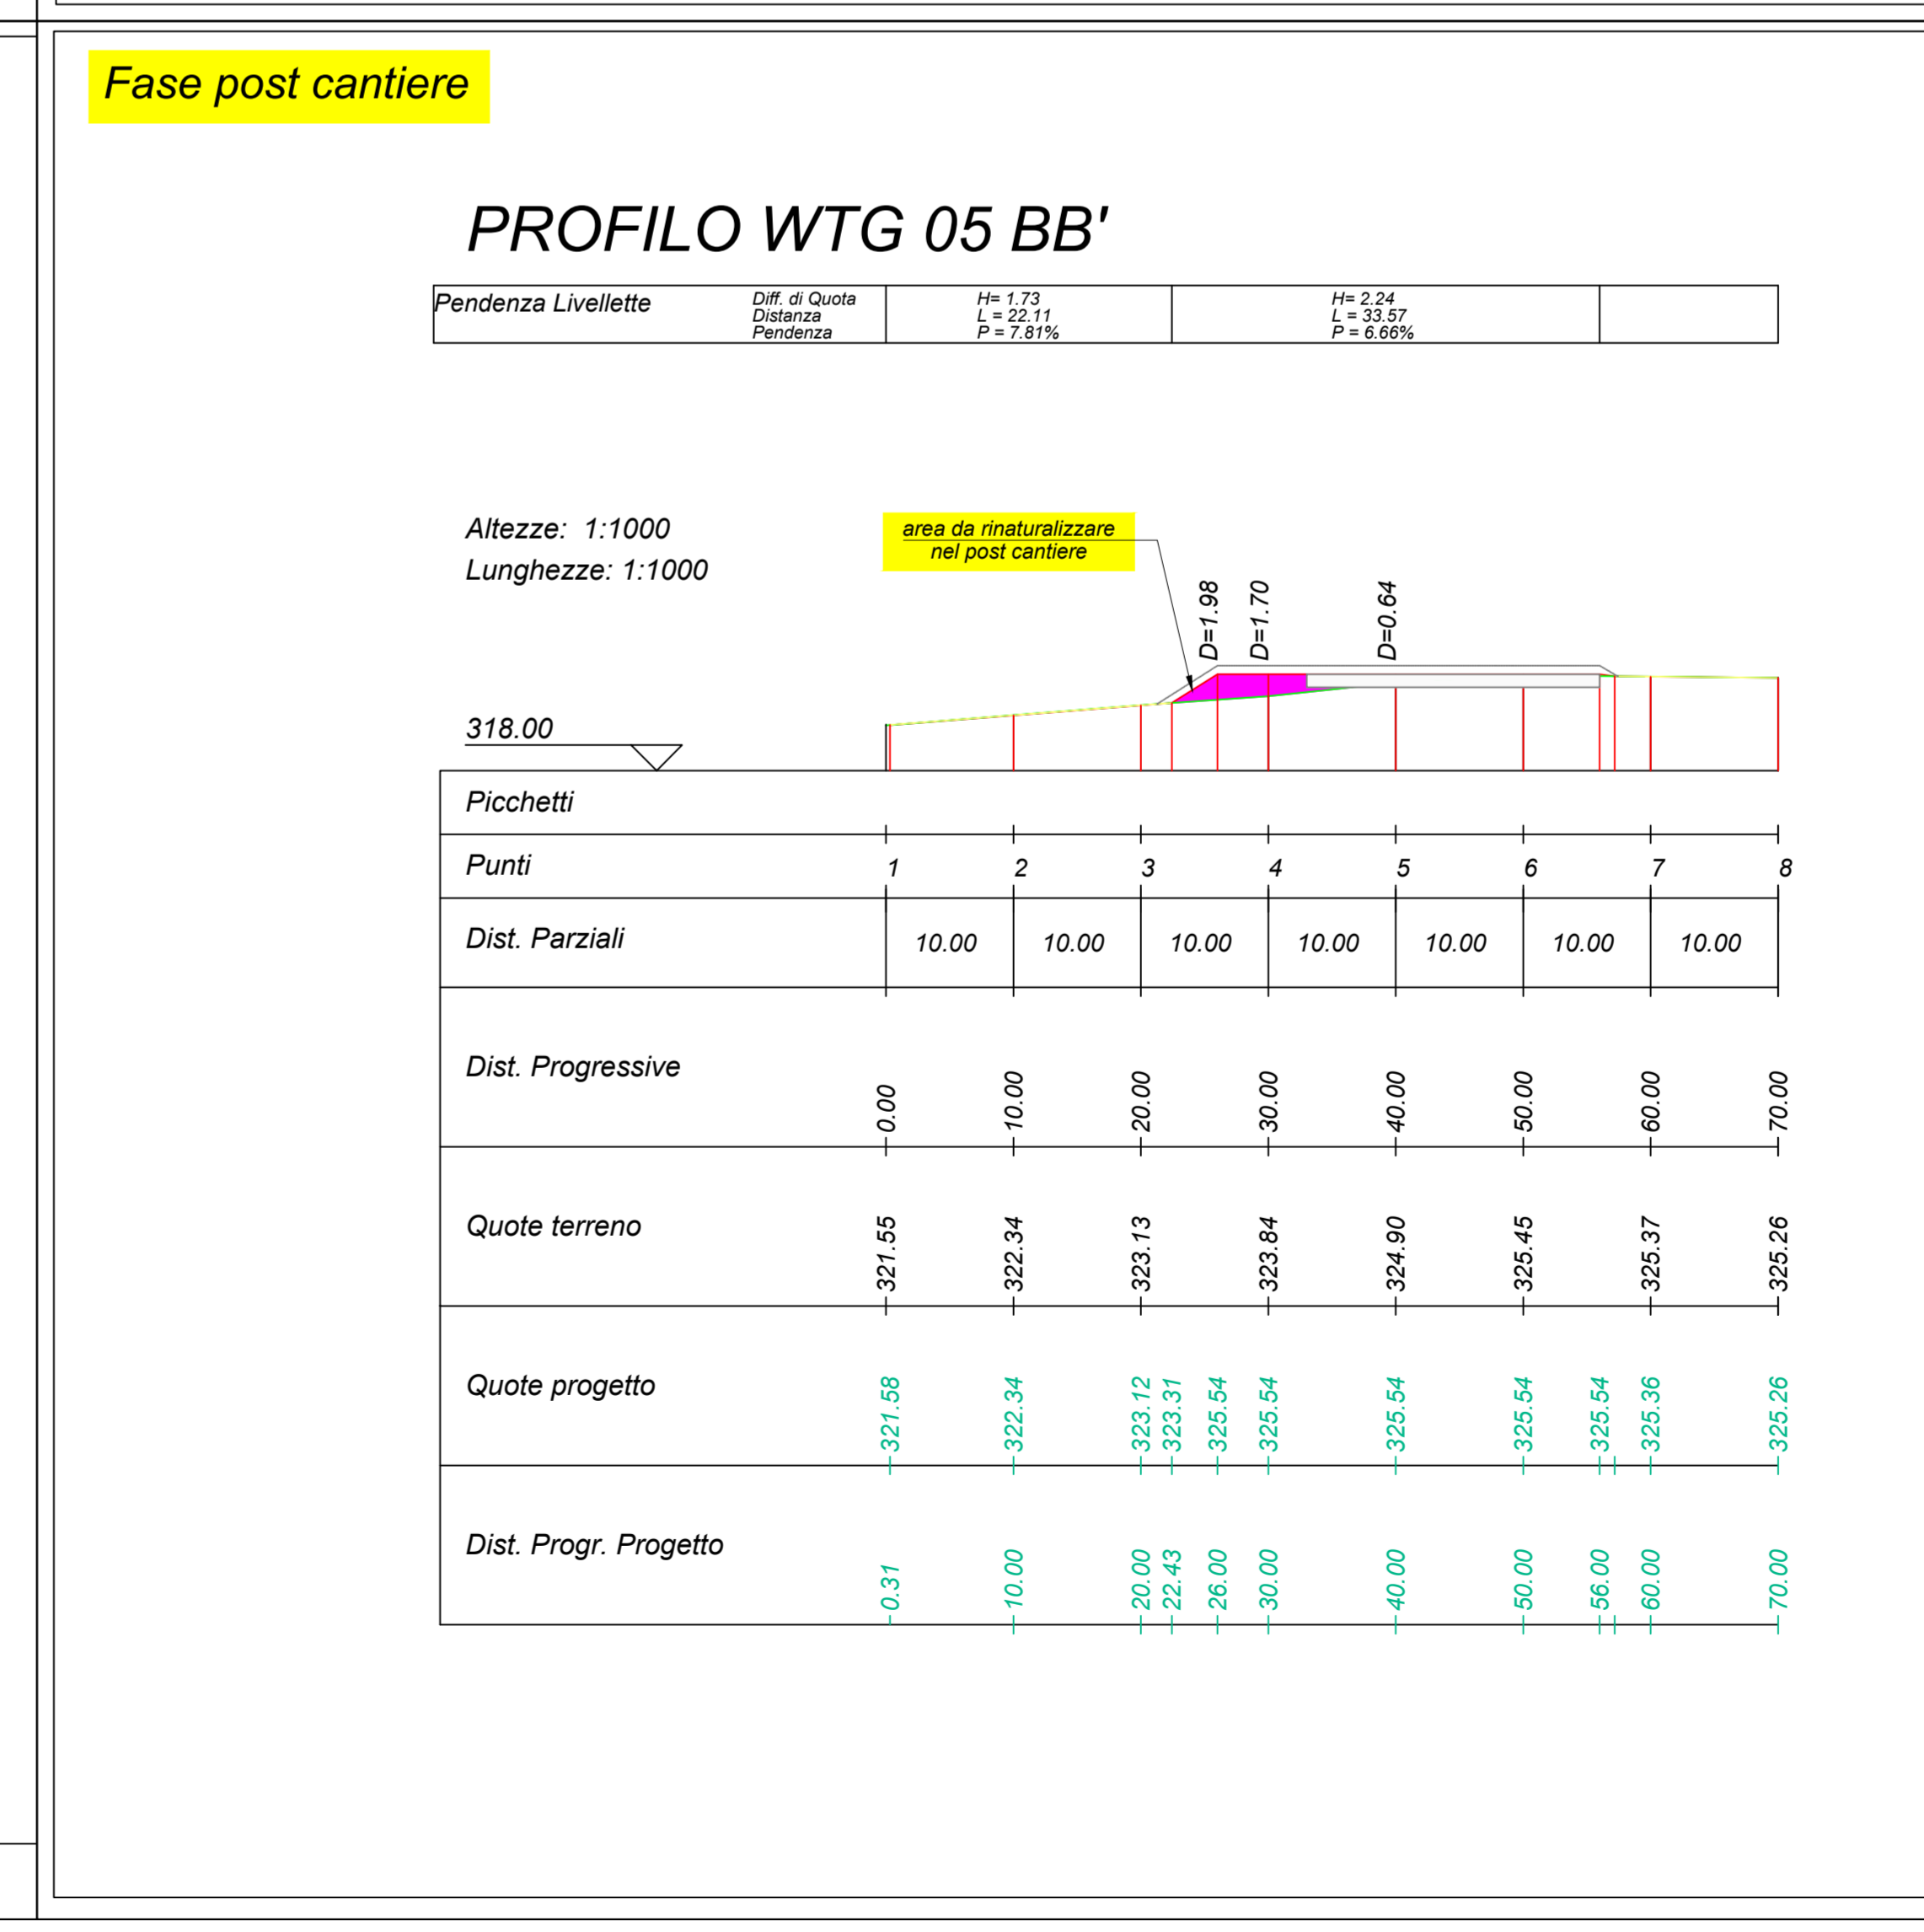 Fase post cantiere
PROFILO WTG 05 BB'
Pendenza Livellette
Diff. di Quota
Distanza
Pendenza
H= 1.73
L = 22.11
P = 7.81%
H= 2.24
L = 33.57
P = 6.66%
Altezze: 1:1000
Lunghezze: 1:1000
area da rinaturalizzare
nel post cantiere
D=1.98
D=1.70
D=0.64
318.00
Picchetti
Punti 1 2 3 4 5 6 7 8
Dist. Parziali 10.00 10.00 10.00 10.00 10.00 10.00 10.00
Dist. Progressive 0.00 10.00 20.00 30.00 40.00 50.00 60.00 70.00
Quote terreno 321.55 322.34 323.13 323.84 324.90 325.45 325.37 325.26
Quote progetto 321.58 322.34 323.12 323.31 325.54 325.54 325.54 325.54 325.54 325.36 325.26
Dist. Progr. Progetto 0.31 10.00 20.00 22.43 26.00 30.00 40.00 50.00 56.00 60.00 70.00